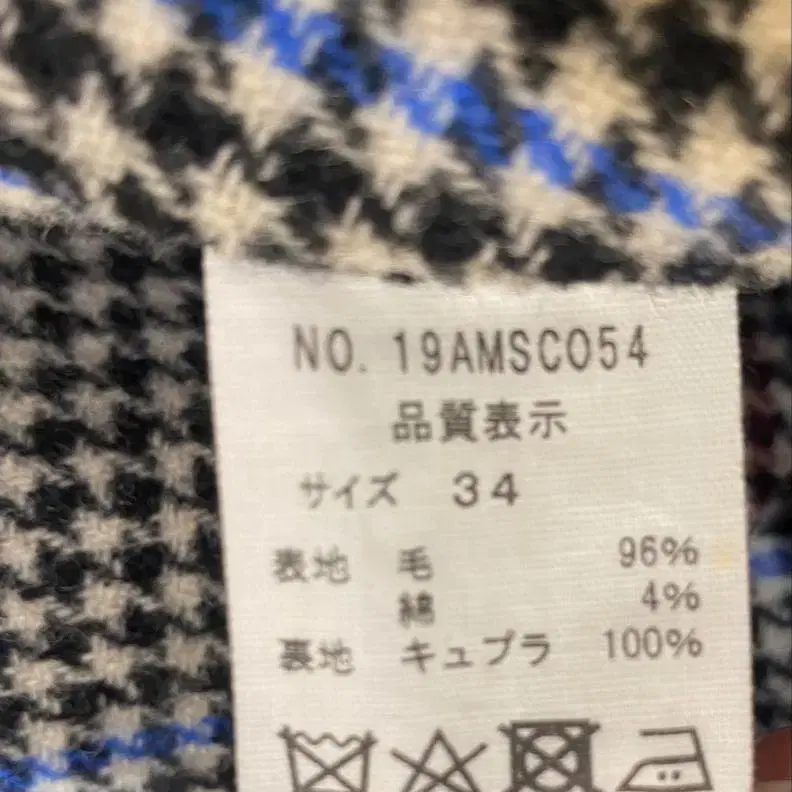 NO. 19AMSC054
品質表示
サイズ 34
表地 毛 96%
綿 4%
裏地 キュプラ 100%